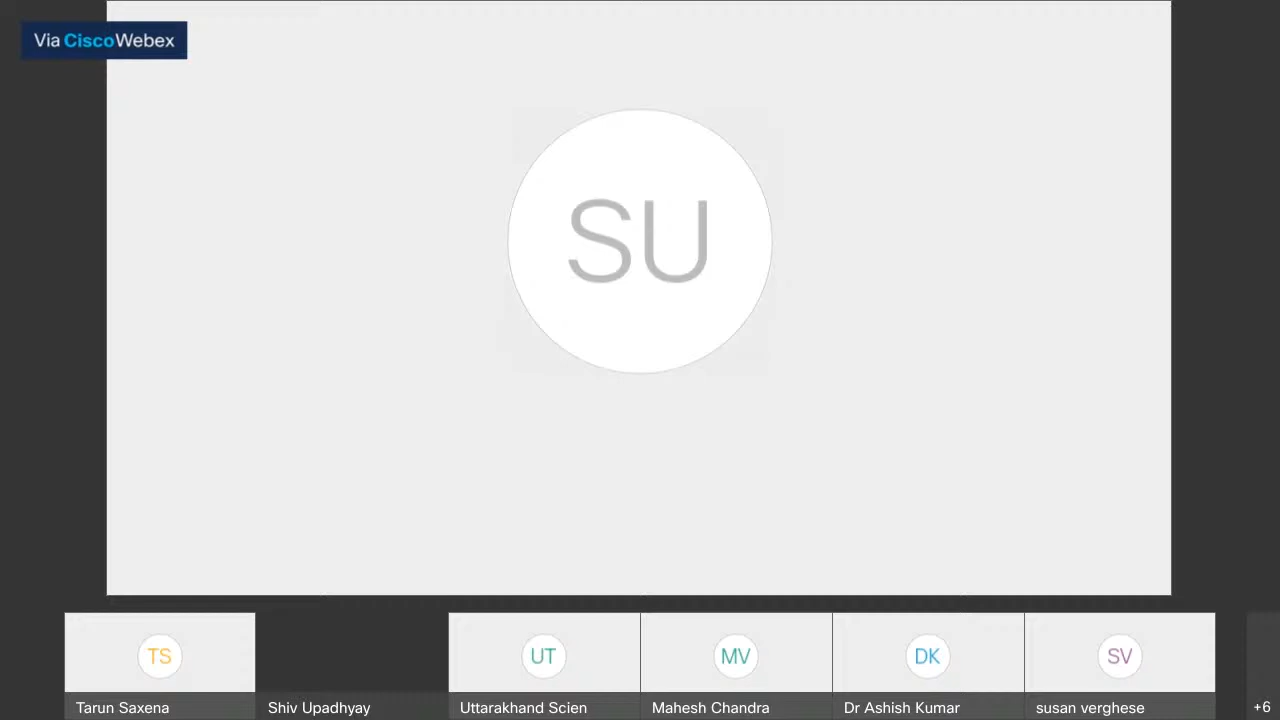 Via CiscoWebex
SU
TS
UT
MV
DK
SV
Tarun Saxena
Shiv Upadhyay
Uttarakhand Scien
Mahesh Chandra
Dr Ashish Kumar
susan verghese
+6